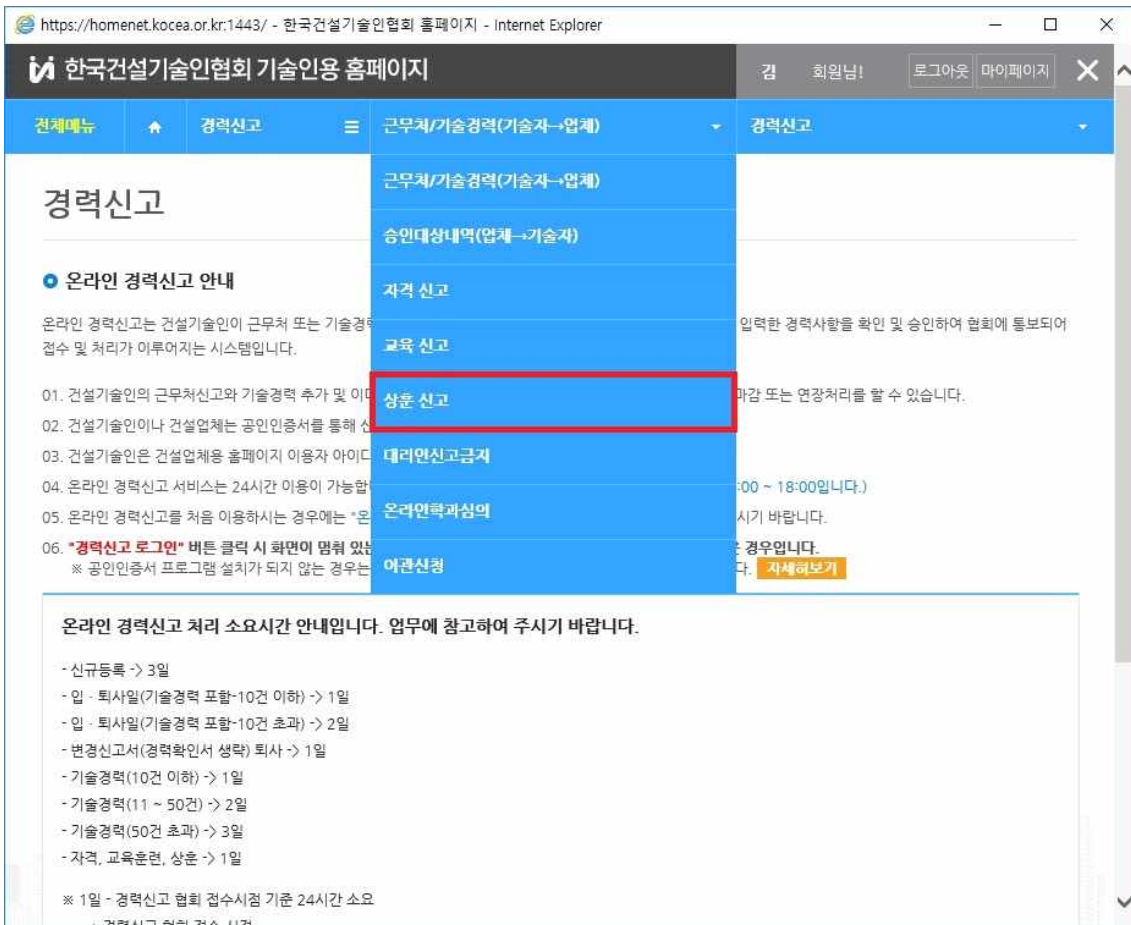 https://homenet.kocea.or.kr:1443/ - 한국건설기술인협회 홈페이지 - Internet Explorer
한국건설기술인협회 기술인용 홈페이지
김 회원님! 로그아웃 마이페이지
전체메뉴 경력신고 근무처/기술경력(기술자→업체) 경력신고
근무처/기술경력(기술자→업체)
승인대상내역(업체→기술자)
자격 신고
교육 신고
상훈 신고
대리인신고금지
온라인학과심의
이관신청
경력신고
온라인 경력신고 안내
온라인 경력신고는 건설기술인이 근무처 또는 기술경 입력한 경력사항을 확인 및 승인하여 협회에 통보되어
접수 및 처리가 이루어지는 시스템입니다.
01. 건설기술인의 근무처신고와 기술경력 추가 및 이 마감 또는 연장처리를 할 수 있습니다.
02. 건설기술인이나 건설업체는 공인인증서를 통해
03. 건설기술인은 건설업체용 홈페이지 이용자 아이디
04. 온라인 경력신고 서비스는 24시간 이용이 가능합 :00 ~ 18:00입니다.)
05. 온라인 경력신고를 처음 이용하시는 경우에는 "온 시기 바랍니다.
06. "경력신고 로그인" 버튼 클릭 시 화면이 멈춰 있는 경우입니다.
※ 공인인증서 프로그램 설치가 되지 않는 경우는 다. 자세히보기
온라인 경력신고 처리 소요시간 안내입니다. 업무에 참고하여 주시기 바랍니다.
- 신규등록 -> 3일
- 입 · 퇴사일(기술경력 포함-10건 이하) -> 1일
- 입 · 퇴사일(기술경력 포함-10건 초과) -> 2일
- 변경신고서(경력확인서 생략) 퇴사 -> 1일
- 기술경력(10건 이하) -> 1일
- 기술경력(11 ~ 50건) -> 2일
- 기술경력(50건 초과) -> 3일
- 자격, 교육훈련, 상훈 -> 1일
※ 1일 - 경력신고 협회 접수시점 기준 24시간 소요